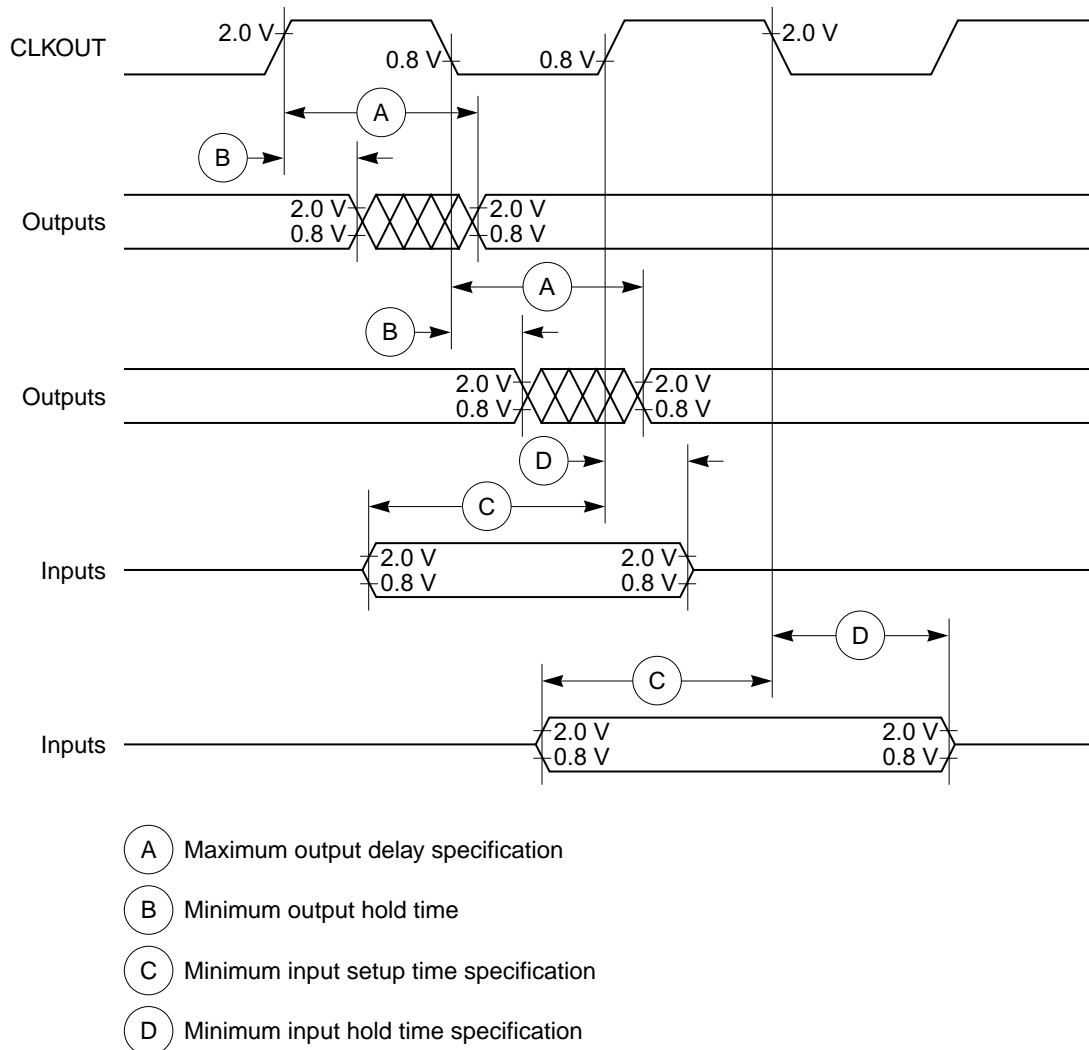 CLKOUT
2.0 V
0.8 V
0.8 V
2.0 V
A
B
Outputs
2.0 V
0.8 V
2.0 V
0.8 V
A
B
Outputs
2.0 V
0.8 V
2.0 V
0.8 V
D
C
Inputs
2.0 V
0.8 V
2.0 V
0.8 V
D
C
Inputs
2.0 V
0.8 V
2.0 V
0.8 V
A Maximum output delay specification
B Minimum output hold time
C Minimum input setup time specification
D Minimum input hold time specification